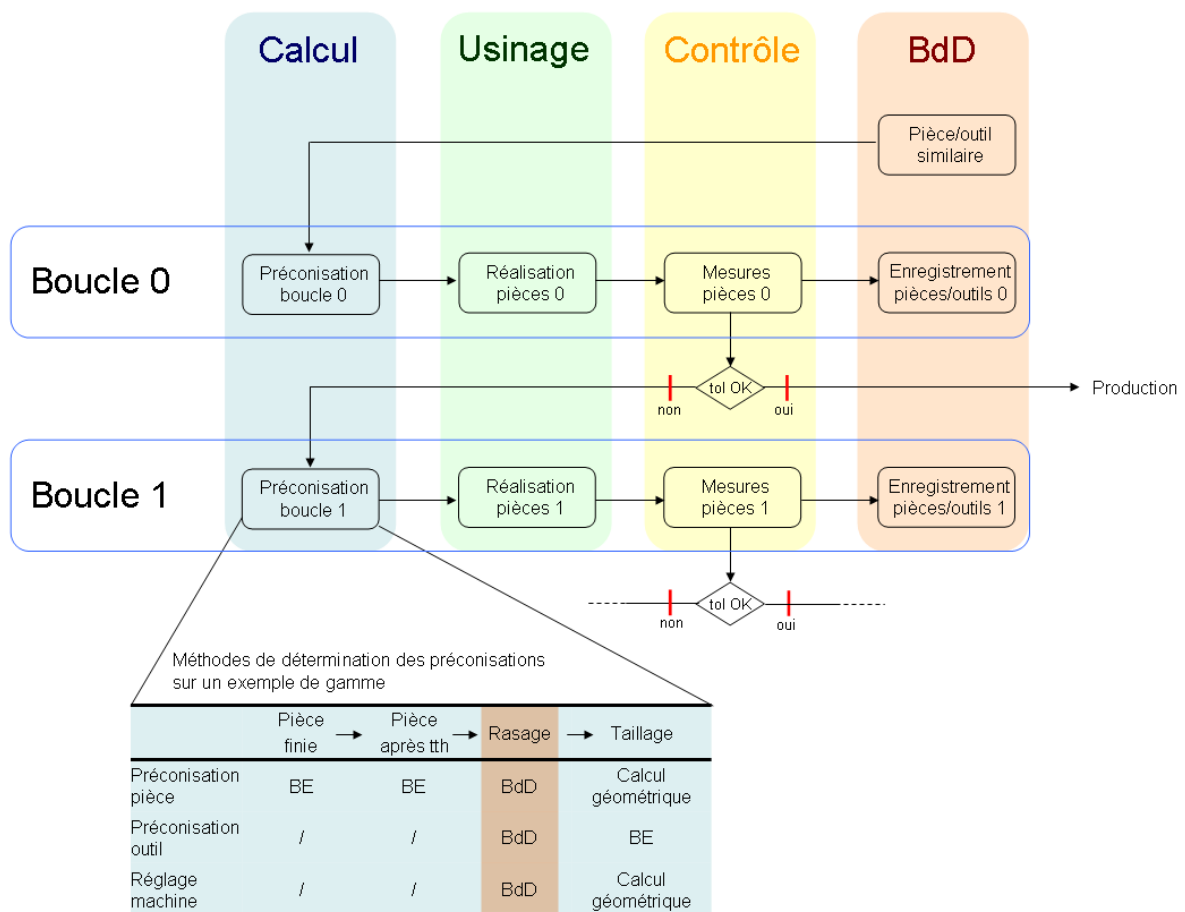 Calcul
Usinage
Contrôle
BdD
Pièce/outil
similaire
Boucle 0
Préconisation
boucle 0
Réalisation
pièces 0
Mesures
pièces 0
Enregistrement
pièces/outils 0
tol OK
non
oui
Production
Boucle 1
Préconisation
boucle 1
Réalisation
pièces 1
Mesures
pièces 1
Enregistrement
pièces/outils 1
tol OK
non
oui
Méthodes de détermination des préconisations
sur un exemple de gamme
Pièce
finie
Pièce
après tth
Rasage
Taillage
Préconisation
pièce
BE
BE
BdD
Calcul
géométrique
Préconisation
outil
/
/
BdD
BE
Réglage
machine
/
/
BdD
Calcul
géométrique